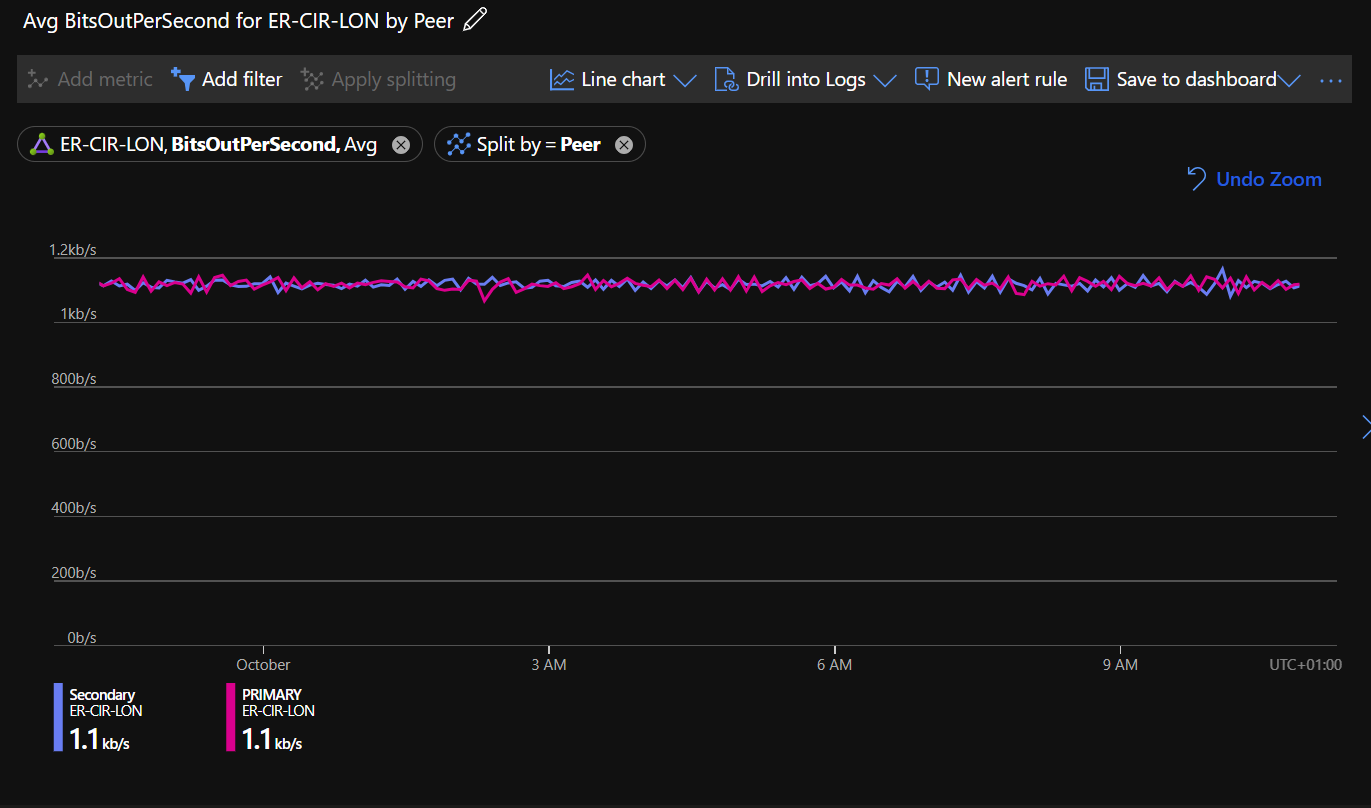 Avg BitsOutPerSecond for ER-CIR-LON by Peer
Add metric Add filter Apply splitting Line chart Drill into Logs New alert rule Save to dashboard ...
ER-CIR-LON, BitsOutPerSecond, Avg Split by = Peer
Undo Zoom
1.2kb/s
1kb/s
800b/s
600b/s
400b/s
200b/s
0b/s
October 3 AM 6 AM 9 AM UTC+01:00
Secondary PRIMARY
ER-CIR-LON ER-CIR-LON
1.1 kb/s 1.1 kb/s